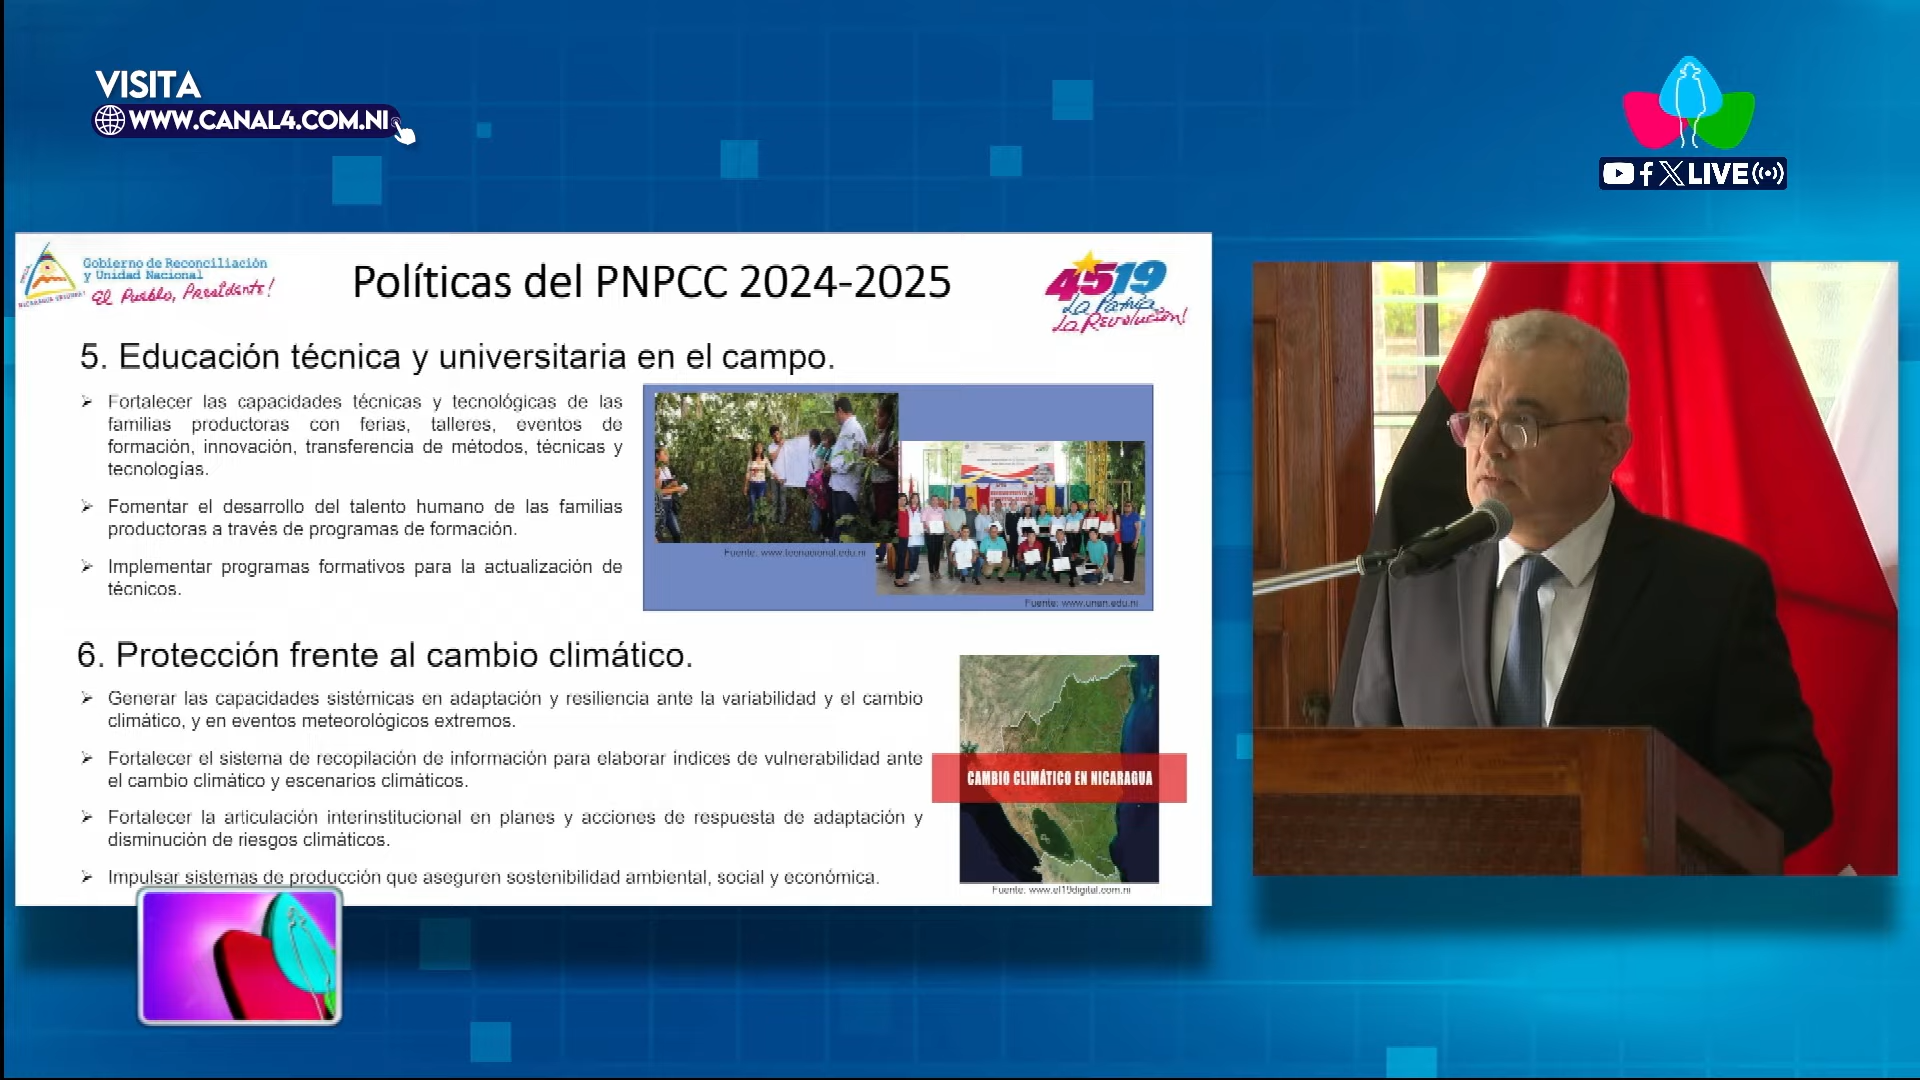 VISITA
WWW.CANAL4.COM.NI
LIVE
Gobierno de Reconciliación
y Unidad Nacional
El Pueblo, Presidente!
Políticas del PNPCC 2024-2025
45 19
La Patria,
La Revolución!
5. Educación técnica y universitaria en el campo.
➢ Fortalecer las capacidades técnicas y tecnológicas de las
familias productoras con ferias, talleres, eventos de
formación, innovación, transferencia de métodos, técnicas y
tecnologías.
➢ Fomentar el desarrollo del talento humano de las familias
productoras a través de programas de formación.
➢ Implementar programas formativos para la actualización de
técnicos.
Fuente: www.tecnacional.edu.ni
Fuente: www.unan.edu.ni
6. Protección frente al cambio climático.
➢ Generar las capacidades sistémicas en adaptación y resiliencia ante la variabilidad y el cambio
climático, y en eventos meteorológicos extremos.
➢ Fortalecer el sistema de recopilación de información para elaborar índices de vulnerabilidad ante
el cambio climático y escenarios climáticos.
➢ Fortalecer la articulación interinstitucional en planes y acciones de respuesta de adaptación y
disminución de riesgos climáticos.
➢ Impulsar sistemas de producción que aseguren sostenibilidad ambiental, social y económica.
CAMBIO CLIMÁTICO EN NICARAGUA
Fuente: www.el19digital.com.ni